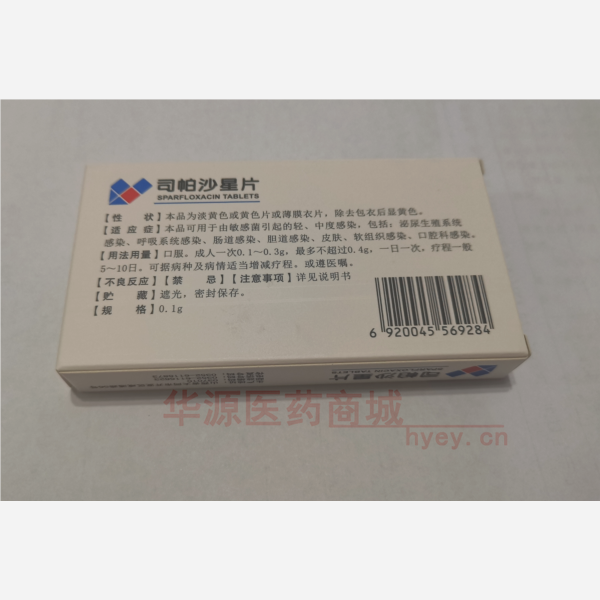 司帕沙星片
SPARFLOXACIN TABLETS
【性　状】本品为淡黄色或黄色片或薄膜衣片，除去包衣后显黄色。
【适 应 症】本品可用于由敏感菌引起的轻、中度感染，包括：泌尿生殖系统
感染、呼吸系统感染、肠道感染、胆道感染、皮肤、软组织感染、口腔科感染。
【用法用量】口服。成人一次0.1～0.3g，最多不超过0.4g，一日一次，疗程一般
5～10日。可据病种及病情适当增减疗程。或遵医嘱。
【不良反应】【禁　忌】【注意事项】详见说明书
【贮　藏】遮光，密封保存。
【规　格】0.1g
6 920045 569284
司帕沙星片
SPARFLOXACIN TABLETS
华源医药商城
hyey.cn